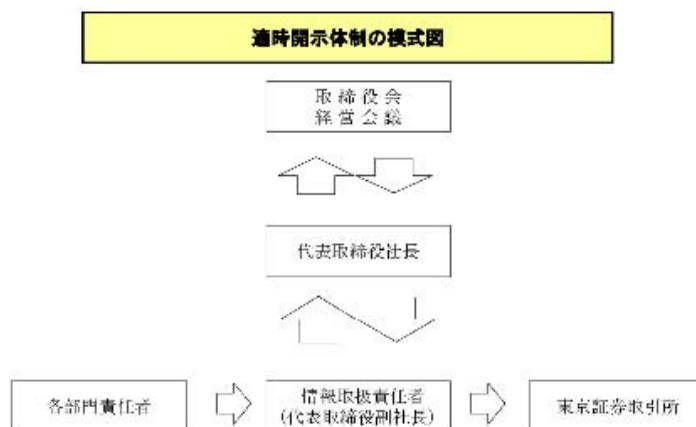 適時開示体制の模式図
取締役会
経営会議
代表取締役社長
各部門責任者
情報取扱責任者
(代表取締役副社長)
東京証券取引所